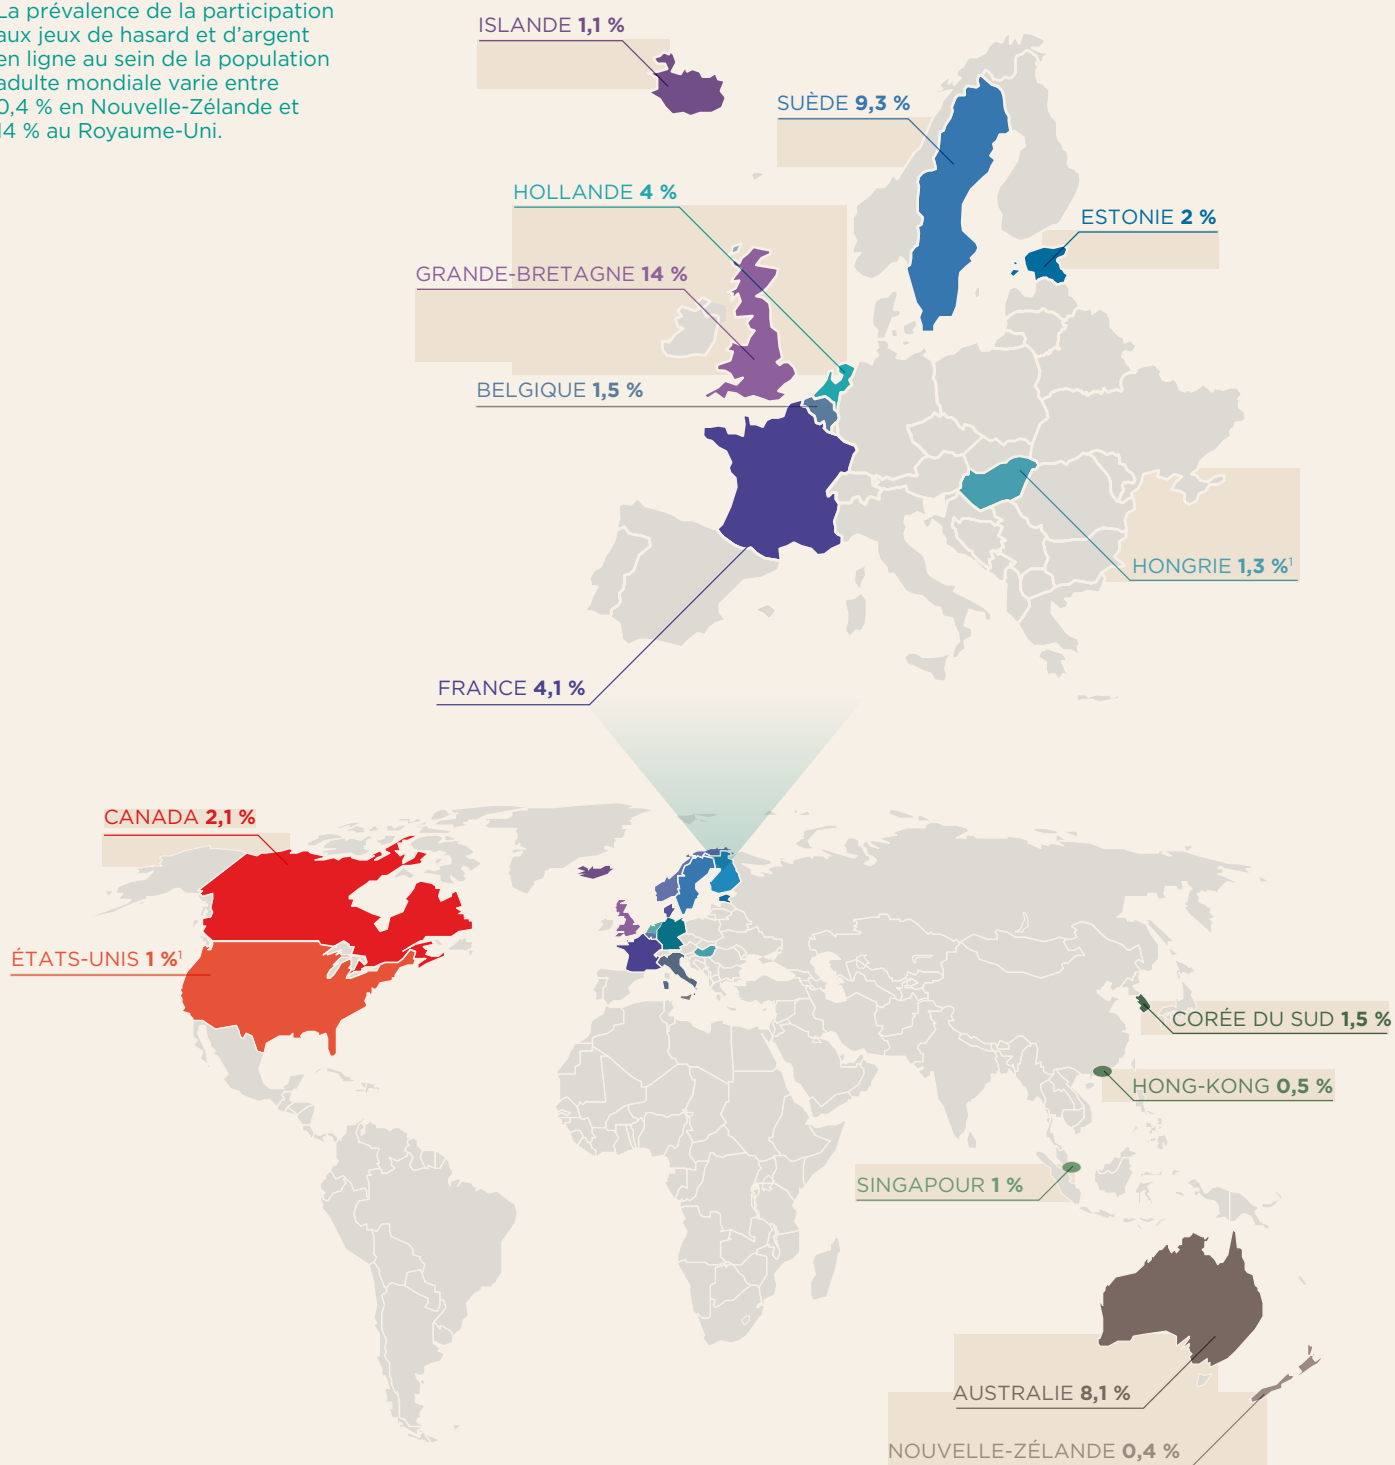 La prévalence de la participation
aux jeux de hasard et d'argent
en ligne au sein de la population
adulte mondiale varie entre
0,4 % en Nouvelle-Zélande et
14 % au Royaume-Uni.
ISLANDE 1,1 %
SUÈDE 9,3 %
HOLLANDE 4 %
ESTONIE 2 %
GRANDE-BRETAGNE 14 %
BELGIQUE 1,5 %
HONGRIE 1,3 %¹
FRANCE 4,1 %
CANADA 2,1 %
ÉTATS-UNIS 1 %¹
CORÉE DU SUD 1,5 %
HONG-KONG 0,5 %
SINGAPOUR 1 %
AUSTRALIE 8,1 %
NOUVELLE-ZÉLANDE 0,4 %